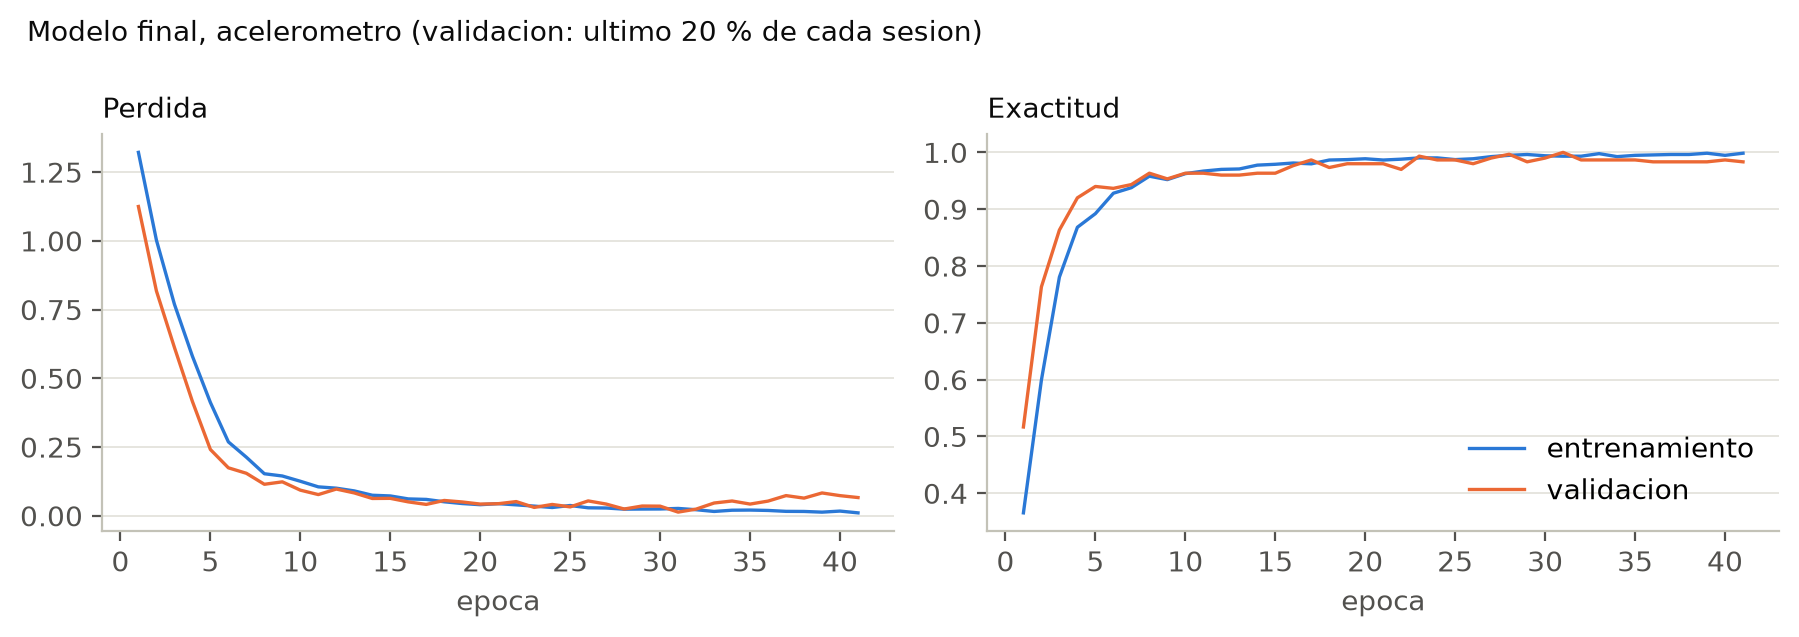 Modelo final, acelerometro (validacion: ultimo 20 % de cada sesion)
Perdida
1.25
1.00
0.75
0.50
0.25
0.00
0 5 10 15 20 25 30 35 40
epoca
Exactitud
1.0
0.9
0.8
0.7
0.6
0.5
0.4
entrenamiento
validacion
0 5 10 15 20 25 30 35 40
epoca